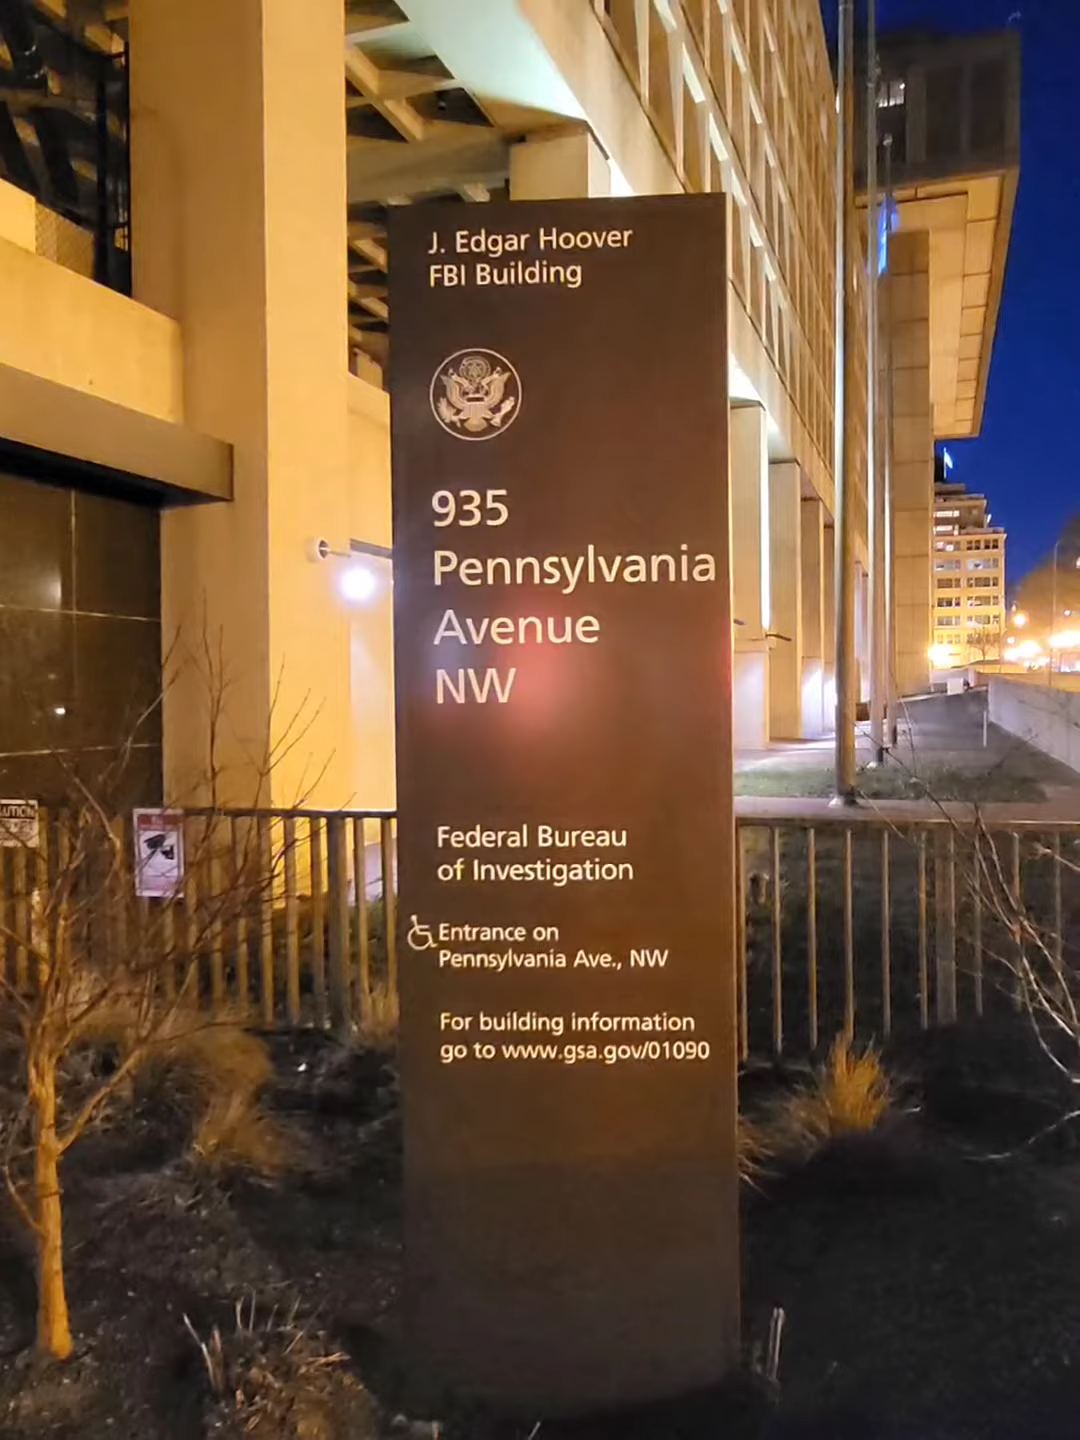 J. Edgar Hoover
FBI Building
935
Pennsylvania
Avenue
NW
Federal Bureau
of Investigation
Entrance on
Pennsylvania Ave., NW
For building information
go to www.gsa.gov/01090